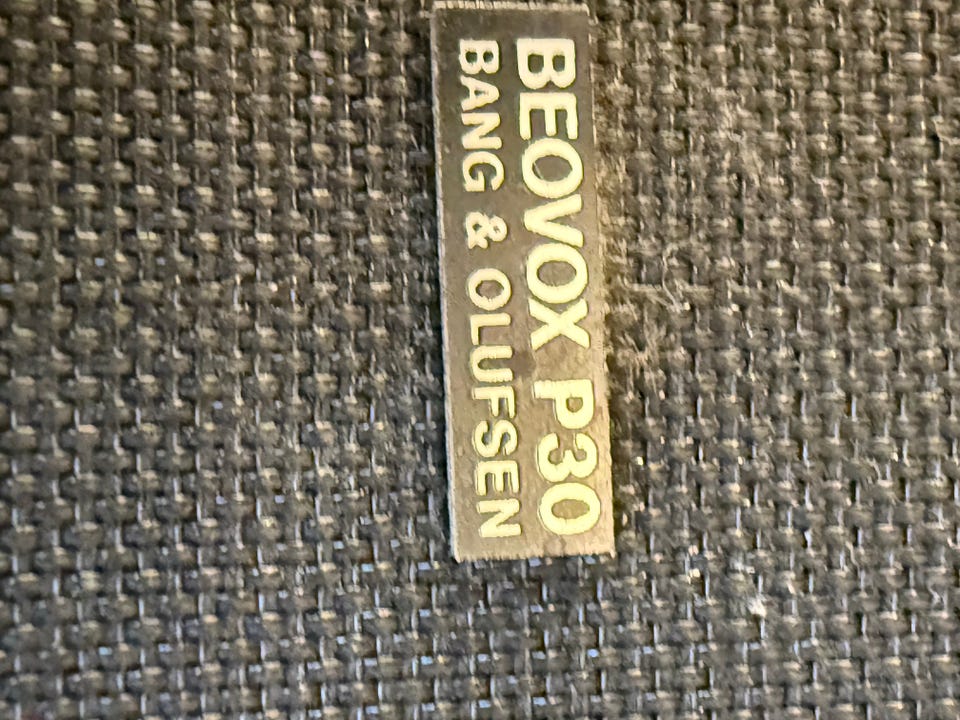 BEOVOX P30
BANG & OLUFSEN